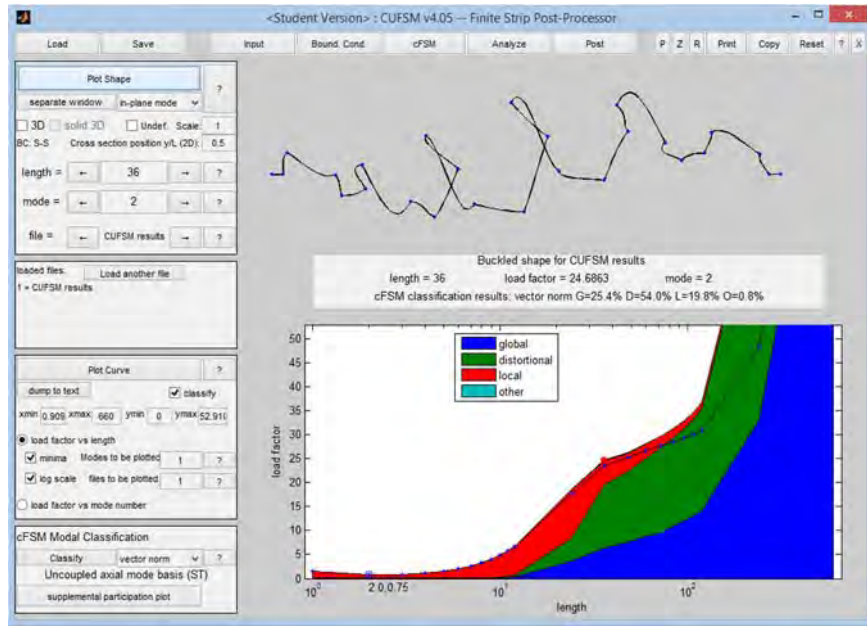 <Student Version> : CUFSM v4.05 -- Finite Strip Post-Processor
Load Save Input Bound. Cond. cFSM Analyze Post P Z R Print Copy Reset ? X
Plot Shape ?
separate window in-plane mode
3D solid 3D Undef. Scale: 1
BC: S-S Cross section position y/L (2D): 0.5
length = ← 36 → ?
mode = ← 2 → ?
file = ← CUFSM results → ?
loaded files: Load another file
1 = CUFSM results
Plot Curve ?
dump to text classify
xmin 0.909 xmax 660 ymin 0 ymax 52.910
load factor vs length
minima Modes to be plotted 1 ?
log scale files to be plotted 1 ?
load factor vs mode number
cFSM Modal Classification
Classify vector norm ?
Uncoupled axial mode basis (ST)
supplemental participation plot
Buckled shape for CUFSM results
length = 36 load factor = 24.6863 mode = 2
cFSM classification results: vector norm G=25.4% D=54.0% L=19.8% O=0.8%
global
distortional
local
other
load factor
50
45
40
35
30
25
20
15
10
5
0
10^0 2.0,0.75 10^1 10^2
length